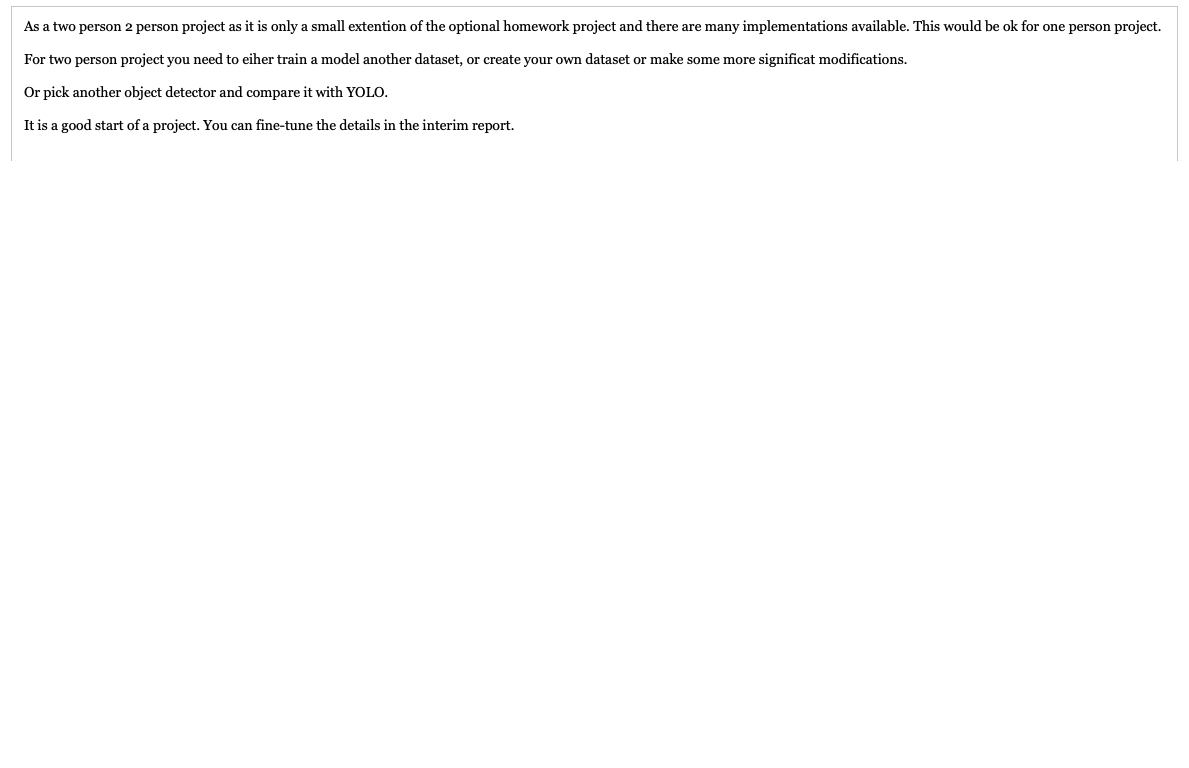 As a two person 2 person project as it is only a small extention of the optional homework project and there are many implementations available. This would be ok for one person project.
For two person project you need to eiher train a model another dataset, or create your own dataset or make some more significat modifications.
Or pick another object detector and compare it with YOLO.
It is a good start of a project. You can fine-tune the details in the interim report.